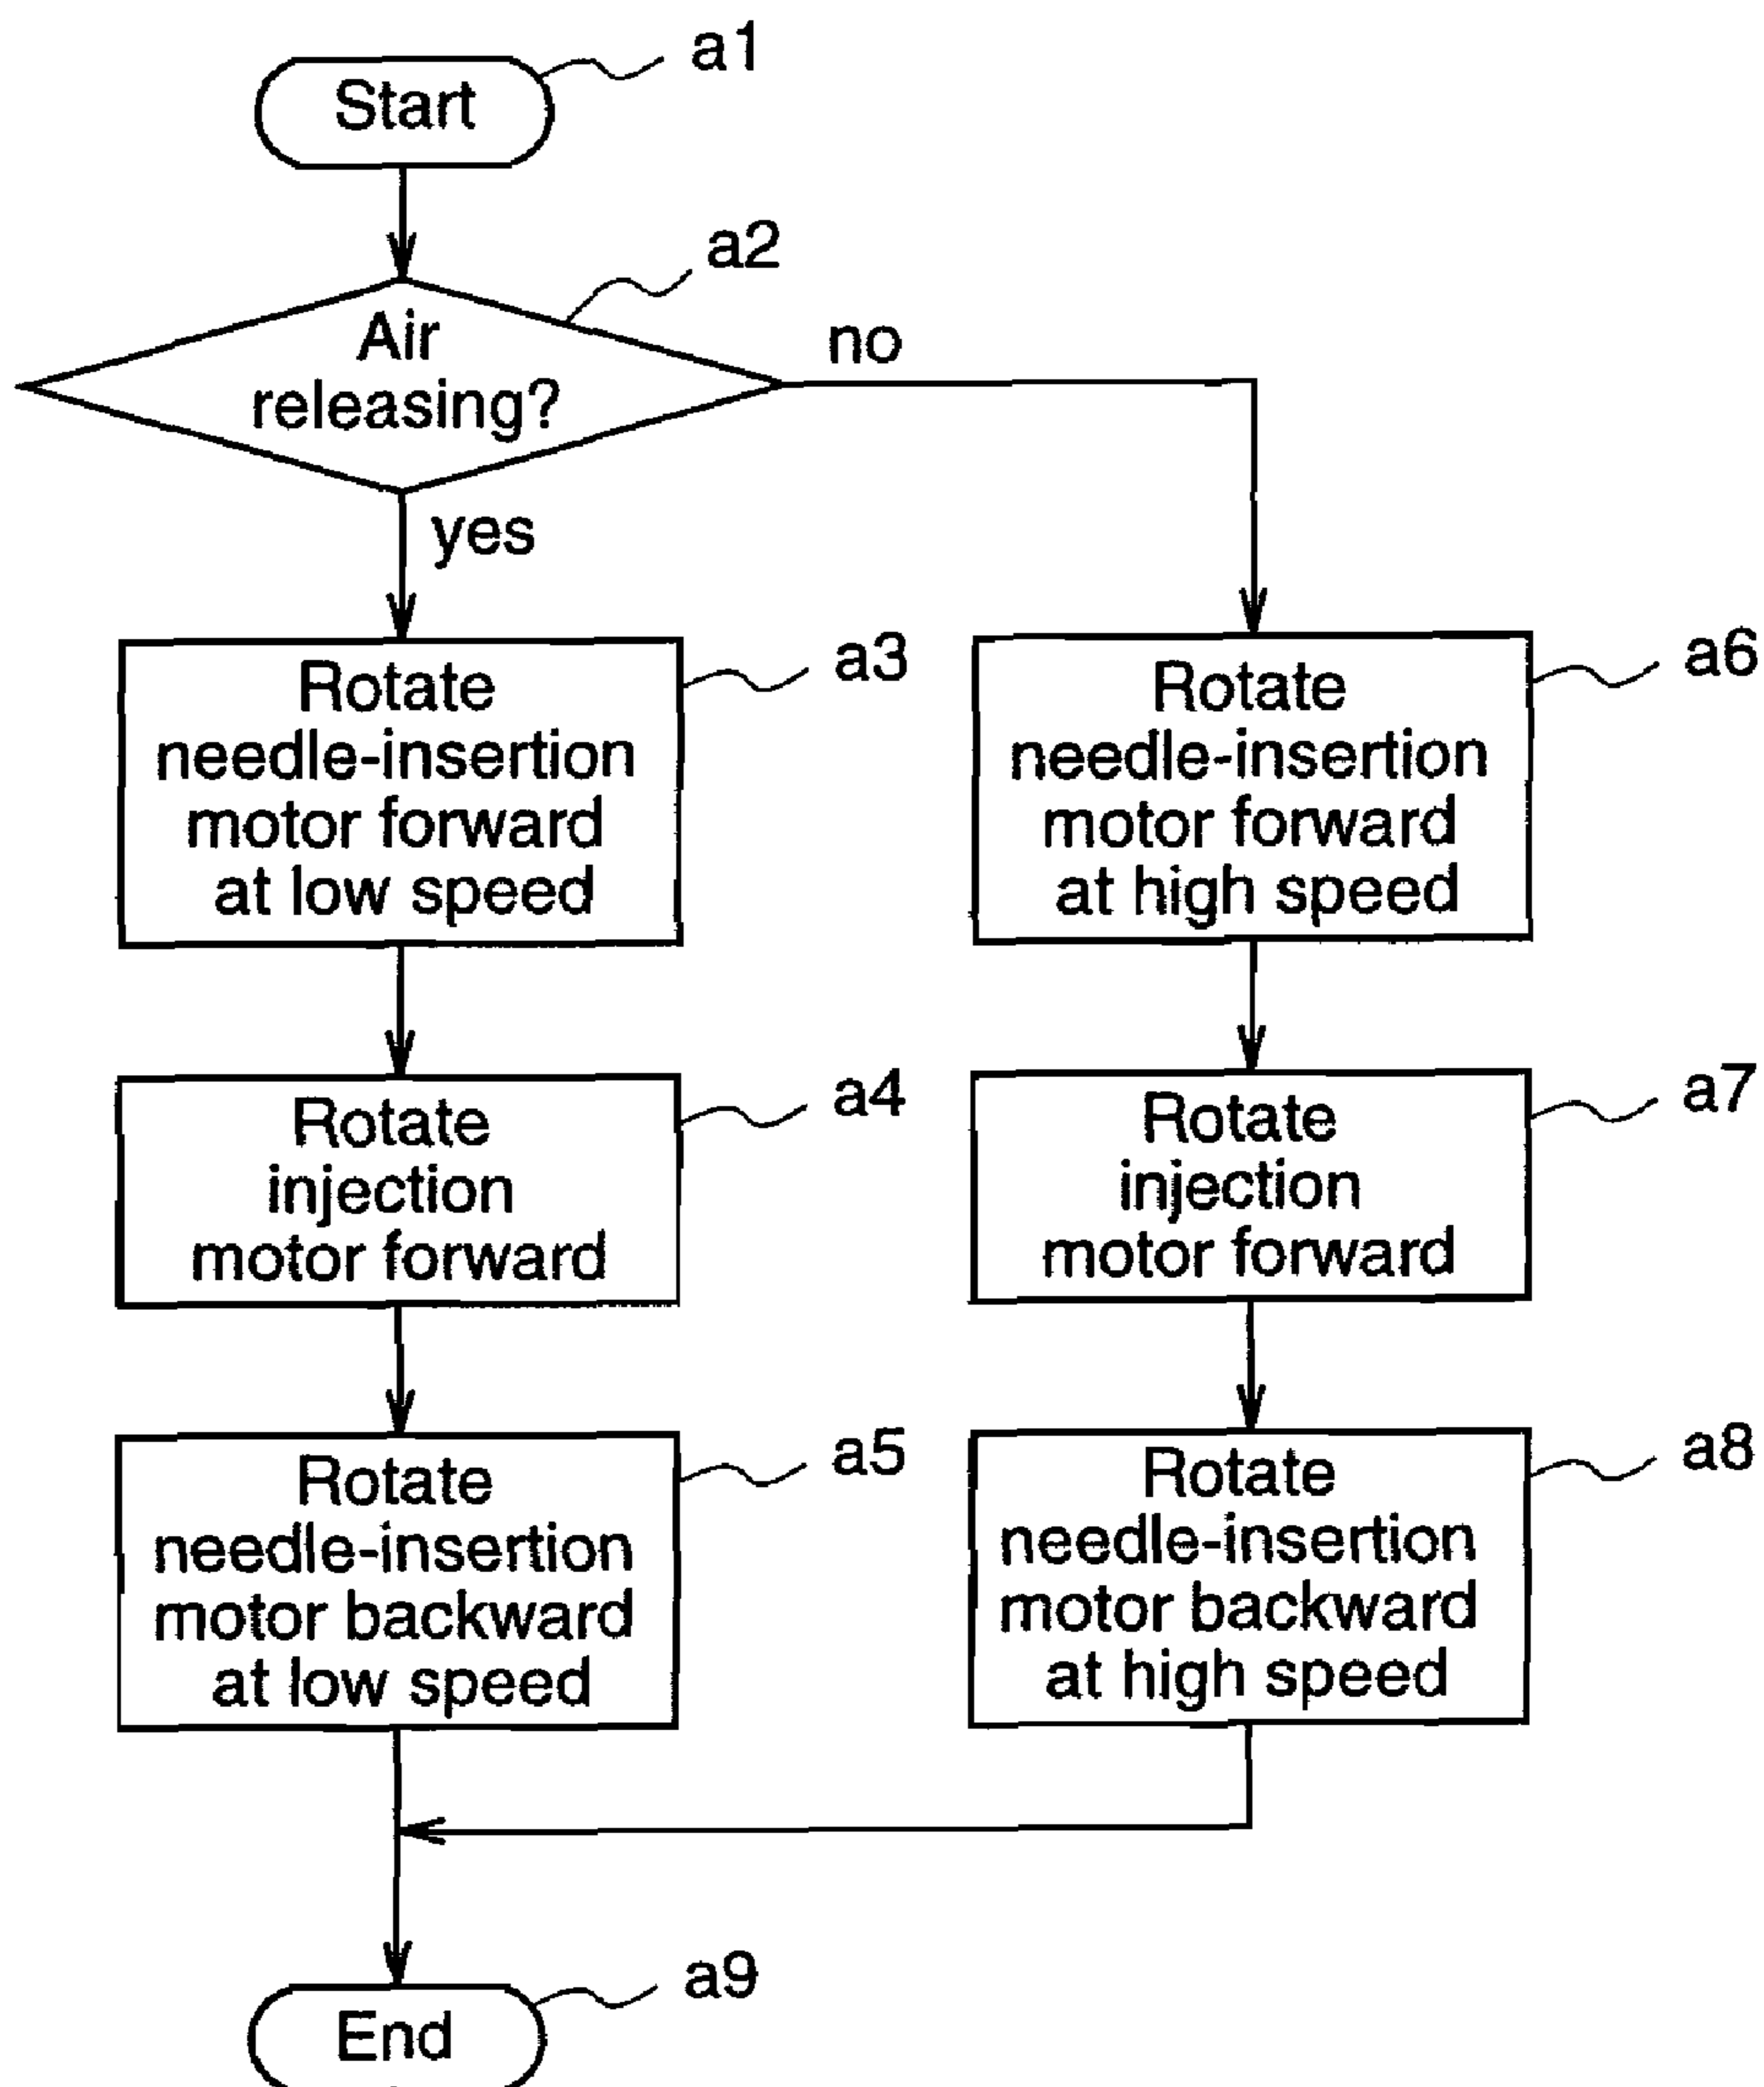 a1
Start
a2
Air
releasing?
no
yes
a3
Rotate
needle-insertion
motor forward
at low speed
a6
Rotate
needle-insertion
motor forward
at high speed
a4
Rotate
injection
motor forward
a7
Rotate
injection
motor forward
a5
Rotate
needle-insertion
motor backward
at low speed
a8
Rotate
needle-insertion
motor backward
at high speed
a9
End